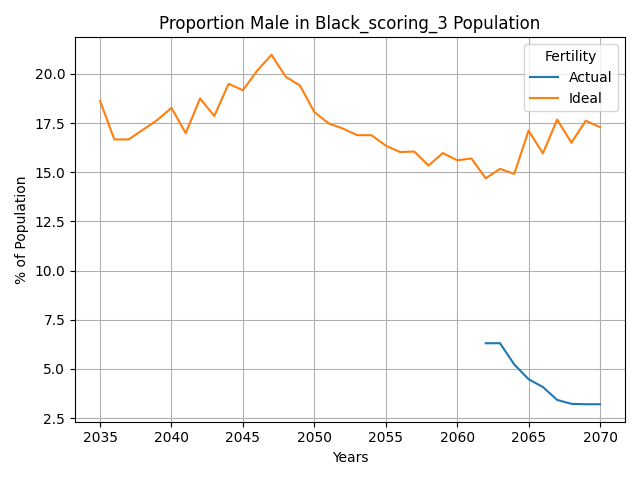 Proportion Male in Black_scoring_3 Population
Fertility
Actual
Ideal
% of Population
20.0
17.5
15.0
12.5
10.0
7.5
5.0
2.5
2035 2040 2045 2050 2055 2060 2065 2070
Years